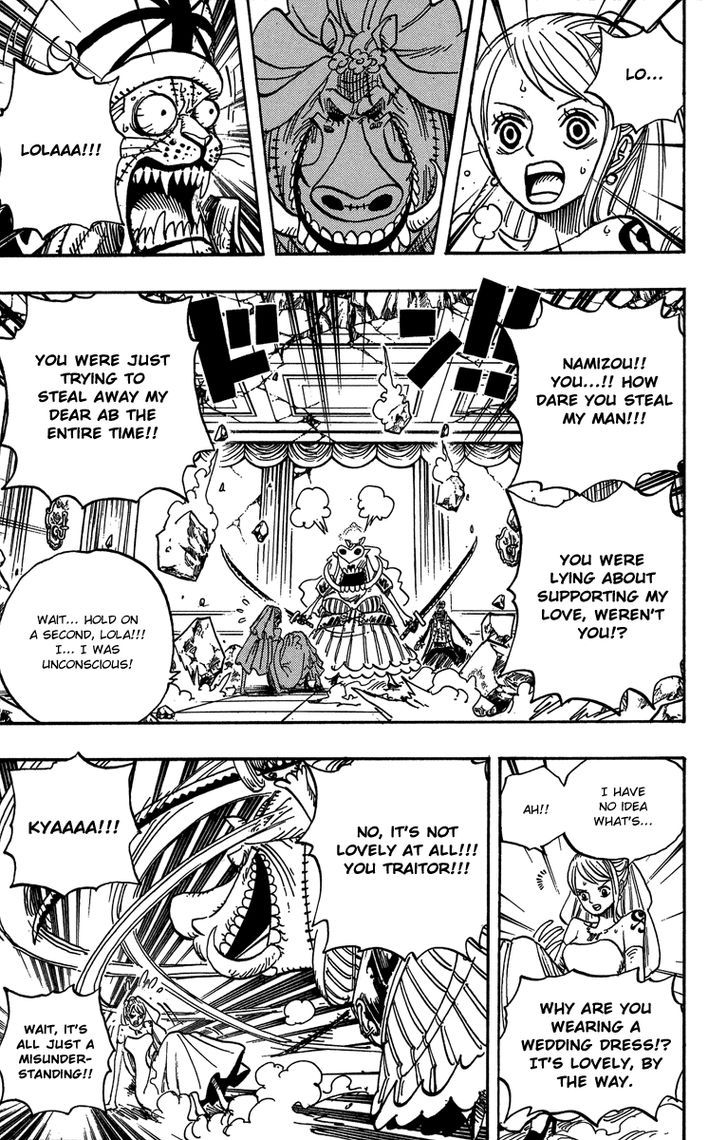 LO...
LOLAAA!!!
NAMIZOU!!
YOU...!! HOW
DARE YOU STEAL
MY MAN!!!
ドーン
YOU WERE
LYING ABOUT
SUPPORTING MY
LOVE, WEREN'T
YOU!?
YOU WERE JUST
TRYING TO
STEAL AWAY MY
DEAR AB THE
ENTIRE TIME!!
WAIT... HOLD ON
A SECOND, LOLA!!!
I... I WAS
UNCONSCIOUS!
I HAVE
NO IDEA
WHAT'S...
AH!!
WHY ARE YOU
WEARING A
WEDDING DRESS!?
IT'S LOVELY, BY
THE WAY.
NO, IT'S NOT
LOVELY AT ALL!!!
YOU TRAITOR!!!
KYAAAA!!!
WAIT, IT'S
ALL JUST A
MISUNDER-
STANDING!!